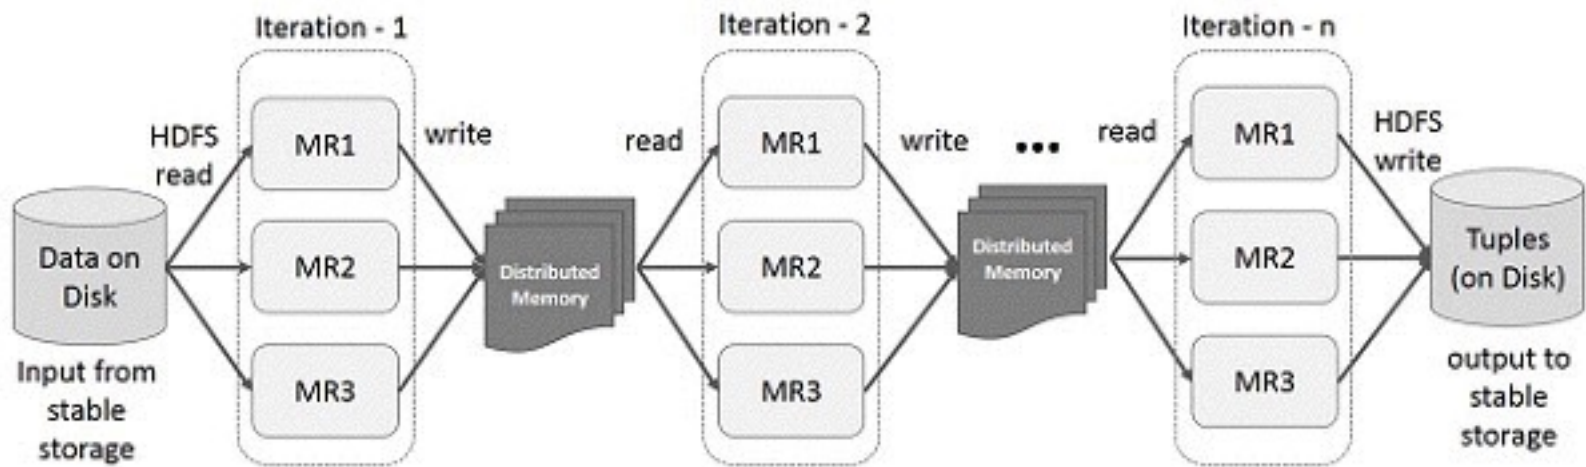 Iteration - 1
Iteration - 2
Iteration - n
HDFS
read
MR1
MR2
MR3
write
read
MR1
MR2
MR3
write
...
read
MR1
MR2
MR3
HDFS
write
Data on
Disk
Input from
stable
storage
Distributed
Memory
Distributed
Memory
Tuples
(on Disk)
output to
stable
storage